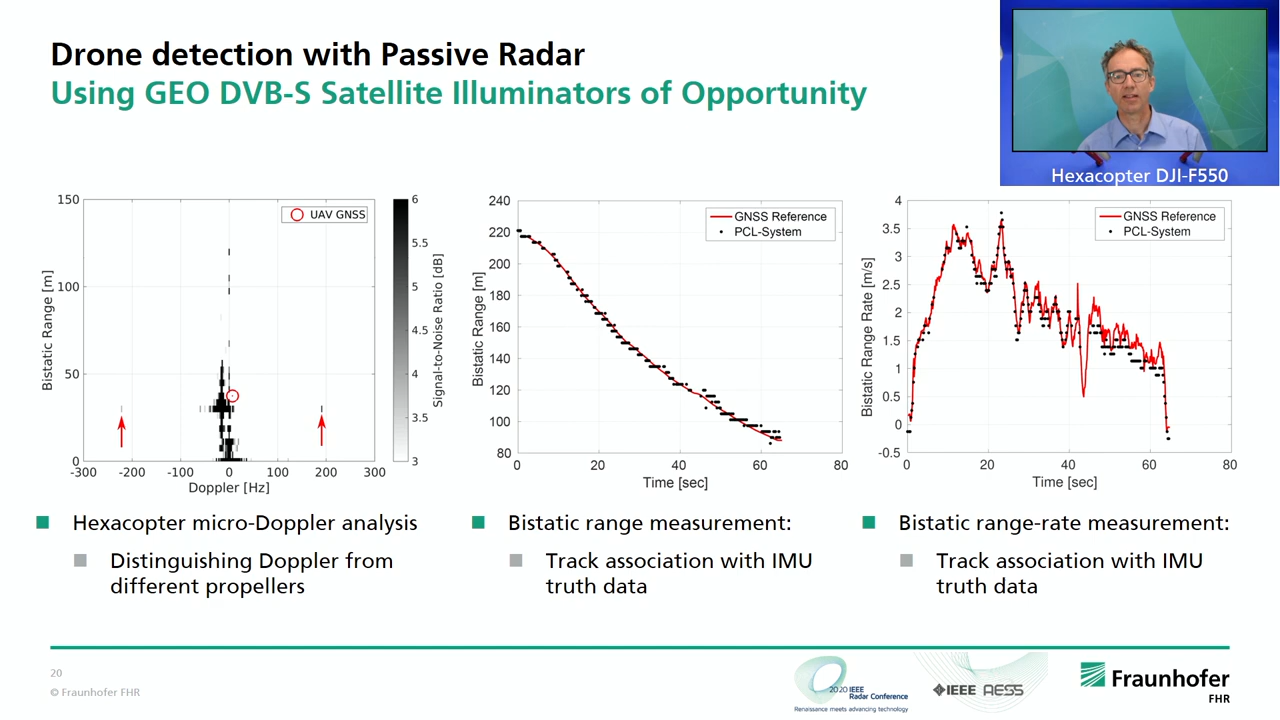 Drone detection with Passive Radar
Using GEO DVB-S Satellite Illuminators of Opportunity
Hexacopter DJI-F550
150
100
50
0
Bistatic Range [m]
-300
-200
-100
0
100
200
300
Doppler [Hz]
UAV GNSS
6
5.5
5
4.5
4
3.5
3
Signal-to-Noise Ratio [dB]
240
220
200
180
160
140
120
100
80
Bistatic Range [m]
0
20
40
60
80
Time [sec]
GNSS Reference
PCL-System
4
3.5
3
2.5
2
1.5
1
0.5
0
-0.5
Bistatic Range Rate [m/s]
0
20
40
60
80
Time [sec]
GNSS Reference
PCL-System
Hexacopter micro-Doppler analysis
Distinguishing Doppler from
different propellers
Bistatic range measurement:
Track association with IMU
truth data
Bistatic range-rate measurement:
Track association with IMU
truth data
20
© Fraunhofer FHR
2020 IEEE
Radar Conference
Renaissance meets advancing technology
IEEE AESS
Fraunhofer
FHR